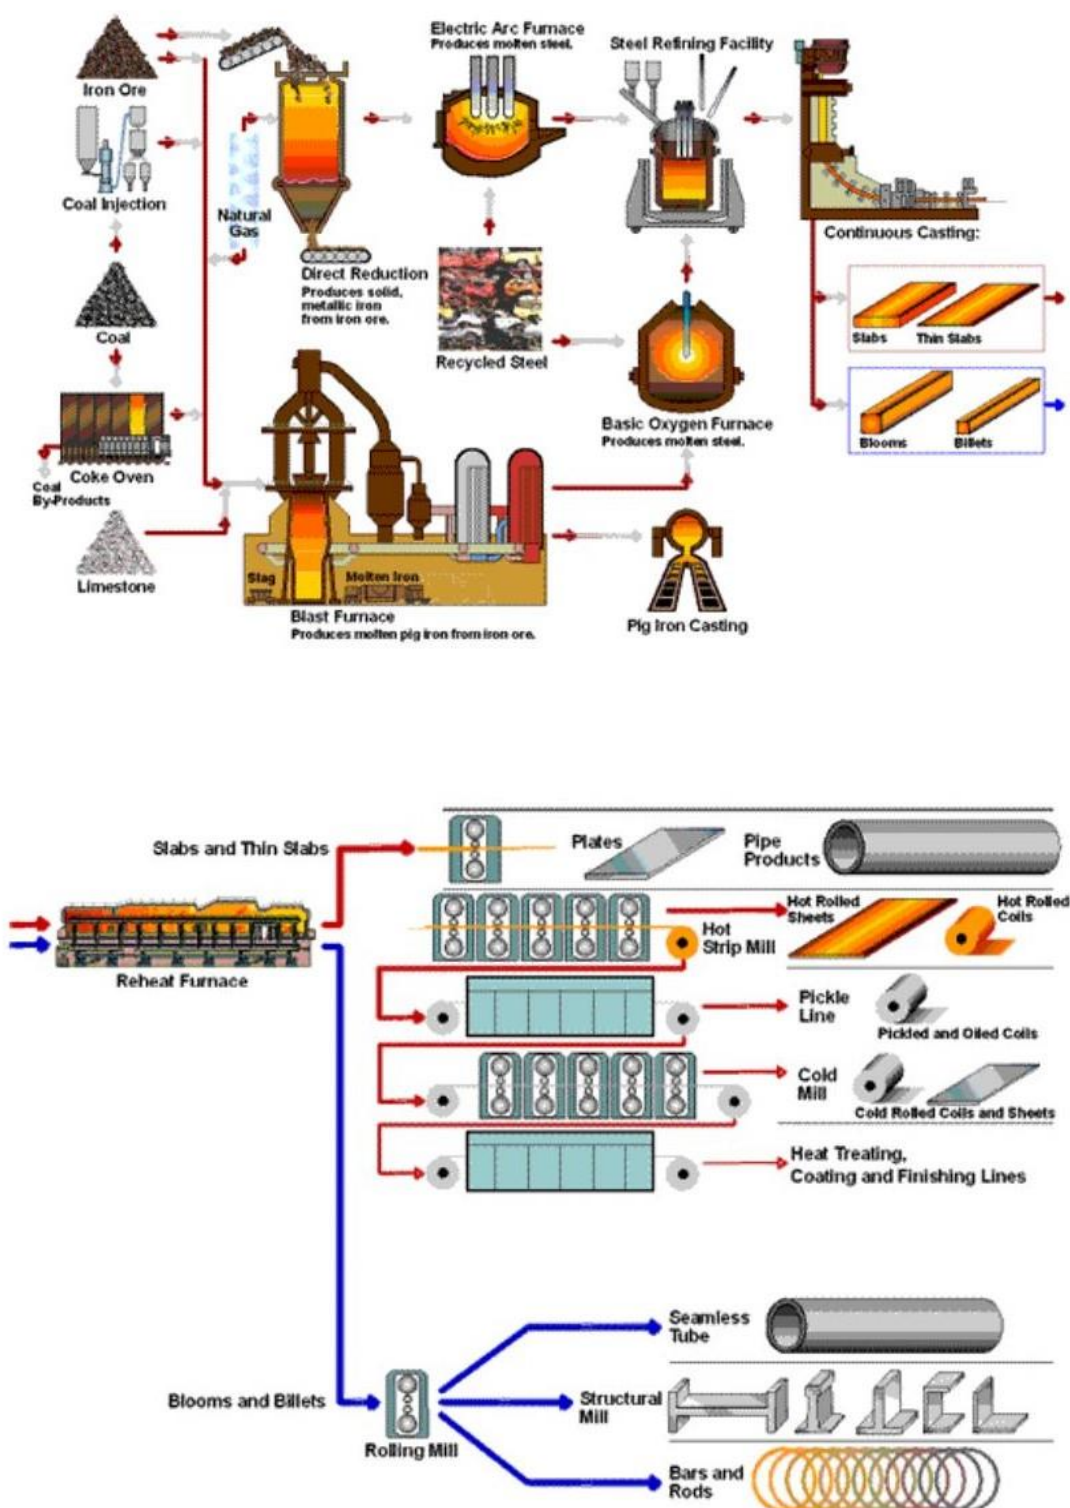 Electric Arc Furnace
Produces molten steel.
Steel Refining Facility
Iron Ore
Coal Injection
Natural
Gas
Direct Reduction
Produces solid,
metallic iron
from iron ore.
Continuous Casting:
Slabs
Thin Slabs
Coal
Recycled Steel
Basic Oxygen Furnace
Produces molten steel.
Blooms
Billets
Coke Oven
Coal
By-Products
Limestone
Slag
Molten Iron
Blast Furnace
Produces molten pig iron from iron ore.
Pig Iron Casting
Slabs and Thin Slabs
Plates
Pipe
Products
Reheat Furnace
Hot
Strip Mill
Hot Rolled
Sheets
Hot Rolled
Coils
Pickle
Line
Pickled and Oiled Coils
Cold
Mill
Cold Rolled Coils and Sheets
Heat Treating,
Coating and Finishing Lines
Seamless
Tube
Blooms and Billets
Rolling Mill
Structural
Mill
Bars and
Rods